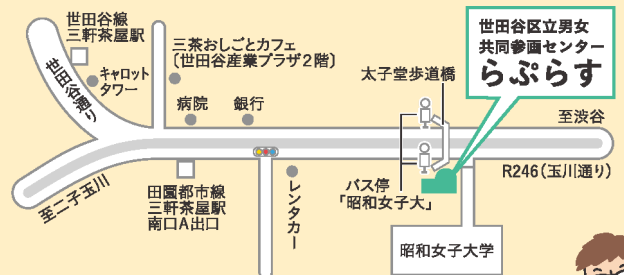 世田谷線
三軒茶屋駅
キャロット
タワー
世田谷通り
三茶おしごとカフェ
〔世田谷産業プラザ2階〕
病院
銀行
太子堂歩道橋
世田谷区立男女
共同参画センター
らぷらす
至渋谷
R246（玉川通り）
至二子玉川
田園都市線
三軒茶屋駅
南口A出口
レンタカー
バス停
「昭和女子大」
昭和女子大学